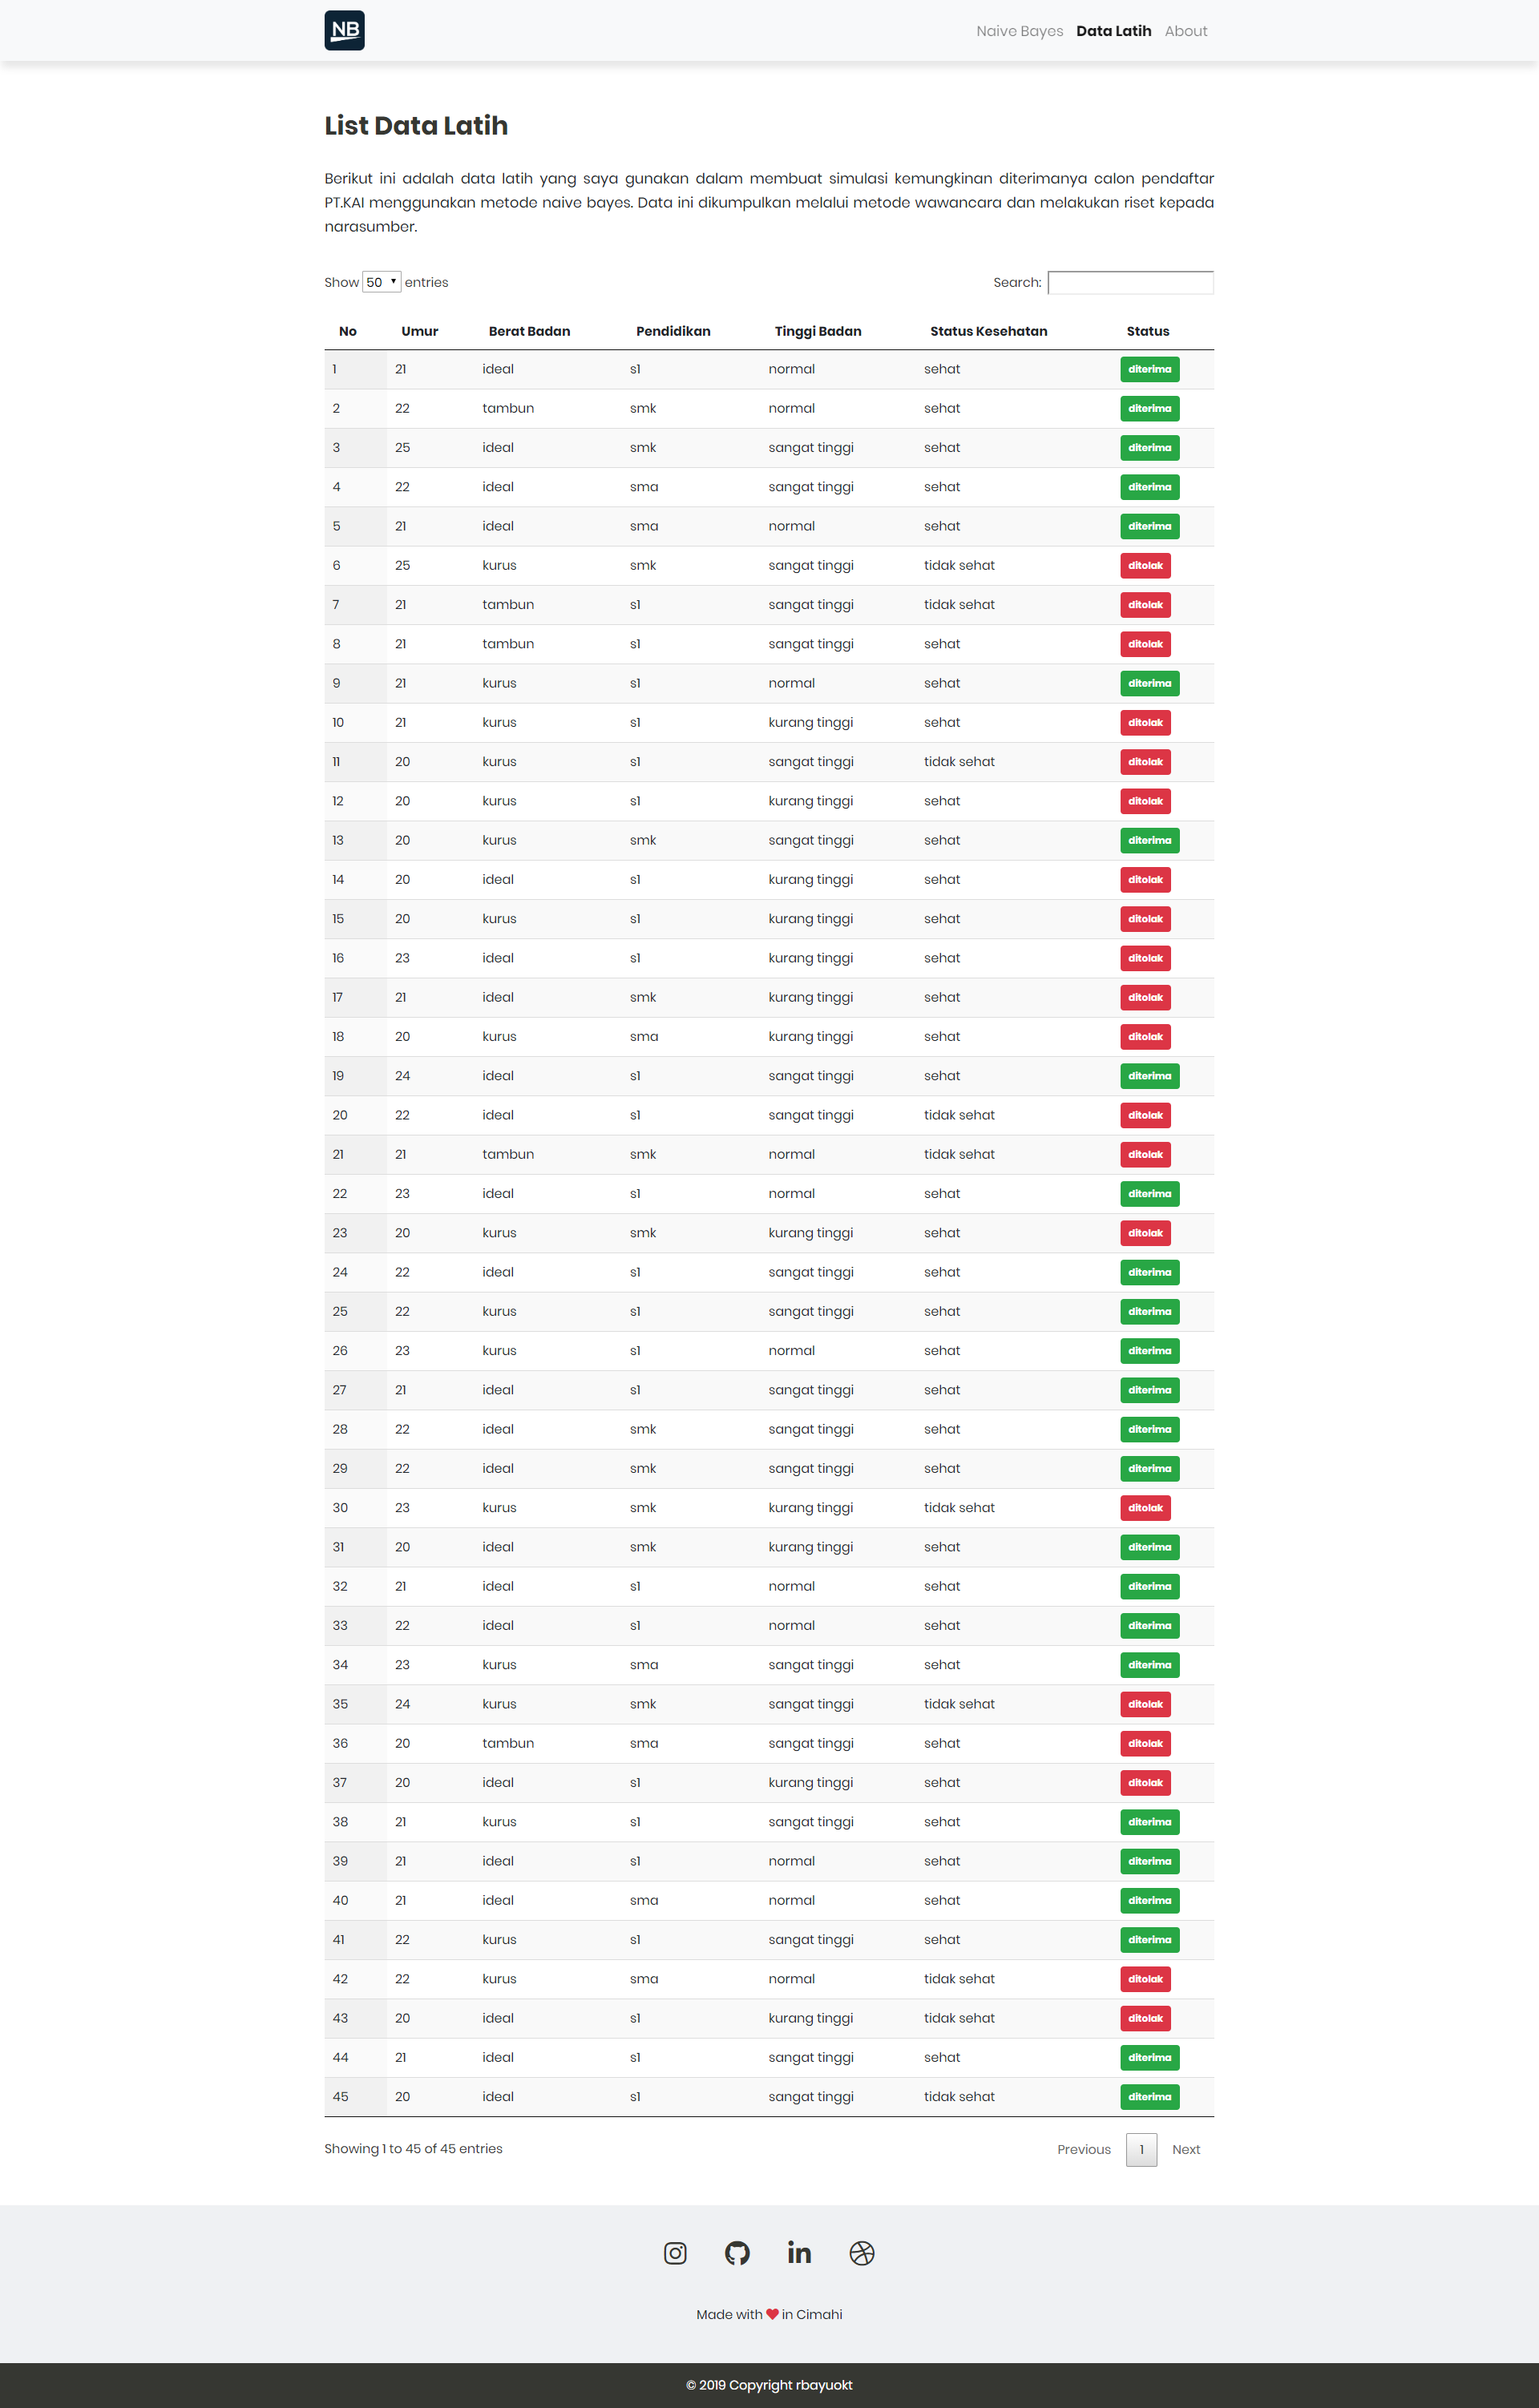 NB
Naive Bayes Data Latih About
List Data Latih
Berikut ini adalah data latih yang saya gunakan dalam membuat simulasi kemungkinan diterimanya calon pendaftar
PT.KAI menggunakan metode naive bayes. Data ini dikumpulkan melalui metode wawancara dan melakukan riset kepada
narasumber.
Show 50 entries Search:
No Umur Berat Badan Pendidikan Tinggi Badan Status Kesehatan Status
1 21 ideal s1 normal sehat diterima
2 22 tambun smk normal sehat diterima
3 25 ideal smk sangat tinggi sehat diterima
4 22 ideal sma sangat tinggi sehat diterima
5 21 ideal sma normal sehat diterima
6 25 kurus smk sangat tinggi tidak sehat ditolak
7 21 tambun s1 sangat tinggi tidak sehat ditolak
8 21 tambun s1 sangat tinggi sehat ditolak
9 21 kurus s1 normal sehat diterima
10 21 kurus s1 kurang tinggi sehat ditolak
11 20 kurus s1 sangat tinggi tidak sehat ditolak
12 20 kurus s1 kurang tinggi sehat ditolak
13 20 kurus smk sangat tinggi sehat diterima
14 20 ideal s1 kurang tinggi sehat ditolak
15 20 kurus s1 kurang tinggi sehat ditolak
16 23 ideal s1 kurang tinggi sehat ditolak
17 21 ideal smk kurang tinggi sehat ditolak
18 20 kurus sma kurang tinggi sehat ditolak
19 24 ideal s1 sangat tinggi sehat diterima
20 22 ideal s1 sangat tinggi tidak sehat ditolak
21 21 tambun smk normal tidak sehat ditolak
22 23 ideal s1 normal sehat diterima
23 20 kurus smk kurang tinggi sehat ditolak
24 22 ideal s1 sangat tinggi sehat diterima
25 22 kurus s1 sangat tinggi sehat diterima
26 23 kurus s1 normal sehat diterima
27 21 ideal s1 sangat tinggi sehat diterima
28 22 ideal smk sangat tinggi sehat diterima
29 22 ideal smk sangat tinggi sehat diterima
30 23 kurus smk kurang tinggi tidak sehat ditolak
31 20 ideal smk kurang tinggi sehat diterima
32 21 ideal s1 normal sehat diterima
33 22 ideal s1 normal sehat diterima
34 23 kurus sma sangat tinggi sehat diterima
35 24 kurus smk sangat tinggi tidak sehat ditolak
36 20 tambun sma sangat tinggi sehat ditolak
37 20 ideal s1 kurang tinggi sehat ditolak
38 21 kurus s1 sangat tinggi sehat diterima
39 21 ideal s1 normal sehat diterima
40 21 ideal sma normal sehat diterima
41 22 kurus s1 sangat tinggi sehat diterima
42 22 kurus sma normal tidak sehat ditolak
43 20 ideal s1 kurang tinggi tidak sehat ditolak
44 21 ideal s1 sangat tinggi sehat diterima
45 20 ideal s1 sangat tinggi tidak sehat diterima
Showing 1 to 45 of 45 entries Previous 1 Next
Made with ❤ in Cimahi
© 2019 Copyright rbayuokt